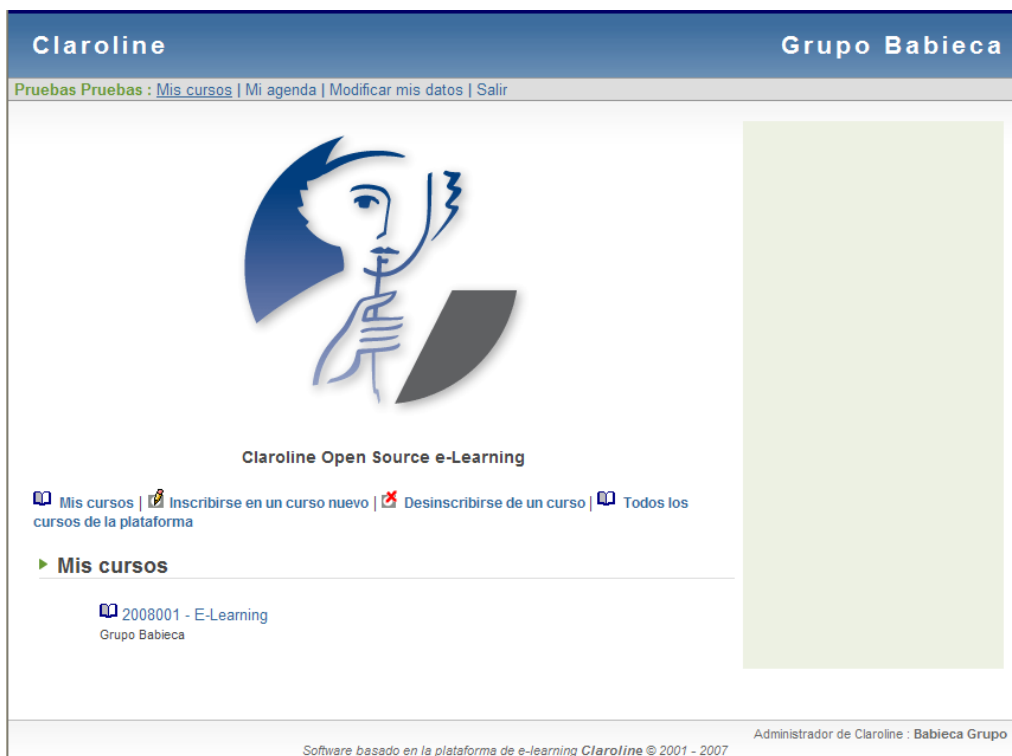 Claroline
Grupo Babieca
Pruebas Pruebas : Mis cursos | Mi agenda | Modificar mis datos | Salir
Claroline Open Source e-Learning
Mis cursos | Inscribirse en un curso nuevo | Desinscribirse de un curso | Todos los
cursos de la plataforma
Mis cursos
2008001 - E-Learning
Grupo Babieca
Administrador de Claroline : Babieca Grupo
Software basado en la plataforma de e-learning Claroline © 2001 - 2007